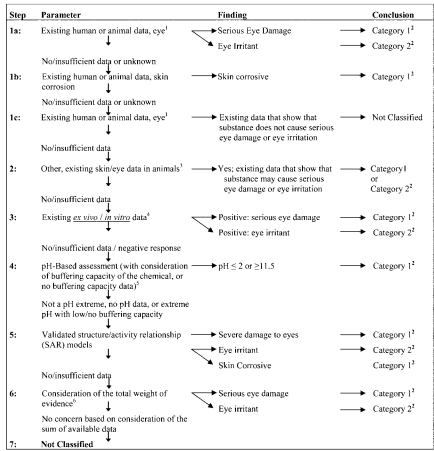 Step Parameter Finding Conclusion
1a: Existing human or animal data, eye¹ Serious Eye Damage Category 1²
Eye Irritant Category 2²
No/insufficient data or unknown
1b: Existing human or animal data, skin Skin corrosive Category 1²
corrosion
No/insufficient data or unknown
1c: Existing human or animal data, eye¹ Existing data that show that Not Classified
substance does not cause serious
eye damage or eye irritation
No/insufficient data
2: Other, existing skin/eye data in animals³ Yes; existing data that show that Category1
substance may cause serious or
eye damage or eye irritation Category 2²
No/insufficient data
3: Existing ex vivo / in vitro data⁴ Positive: serious eye damage Category 1²
Positive: eye irritant Category 2²
No/insufficient data / negative response
4: pH-Based assessment (with consideration pH ≤ 2 or ≥11.5 Category 1²
of buffering capacity of the chemical, or
no buffering capacity data)⁵
Not a pH extreme, no pH data, or extreme
pH with low/no buffering capacity
5: Validated structure/activity relationship Severe damage to eyes Category 1²
(SAR) models Eye irritant Category 2²
Skin Corrosive Category 1²
No/insufficient data
6: Consideration of the total weight of Serious eye damage Category 1²
evidence⁶ Eye irritant Category 2²
No concern based on consideration of the
sum of available data
7: Not Classified